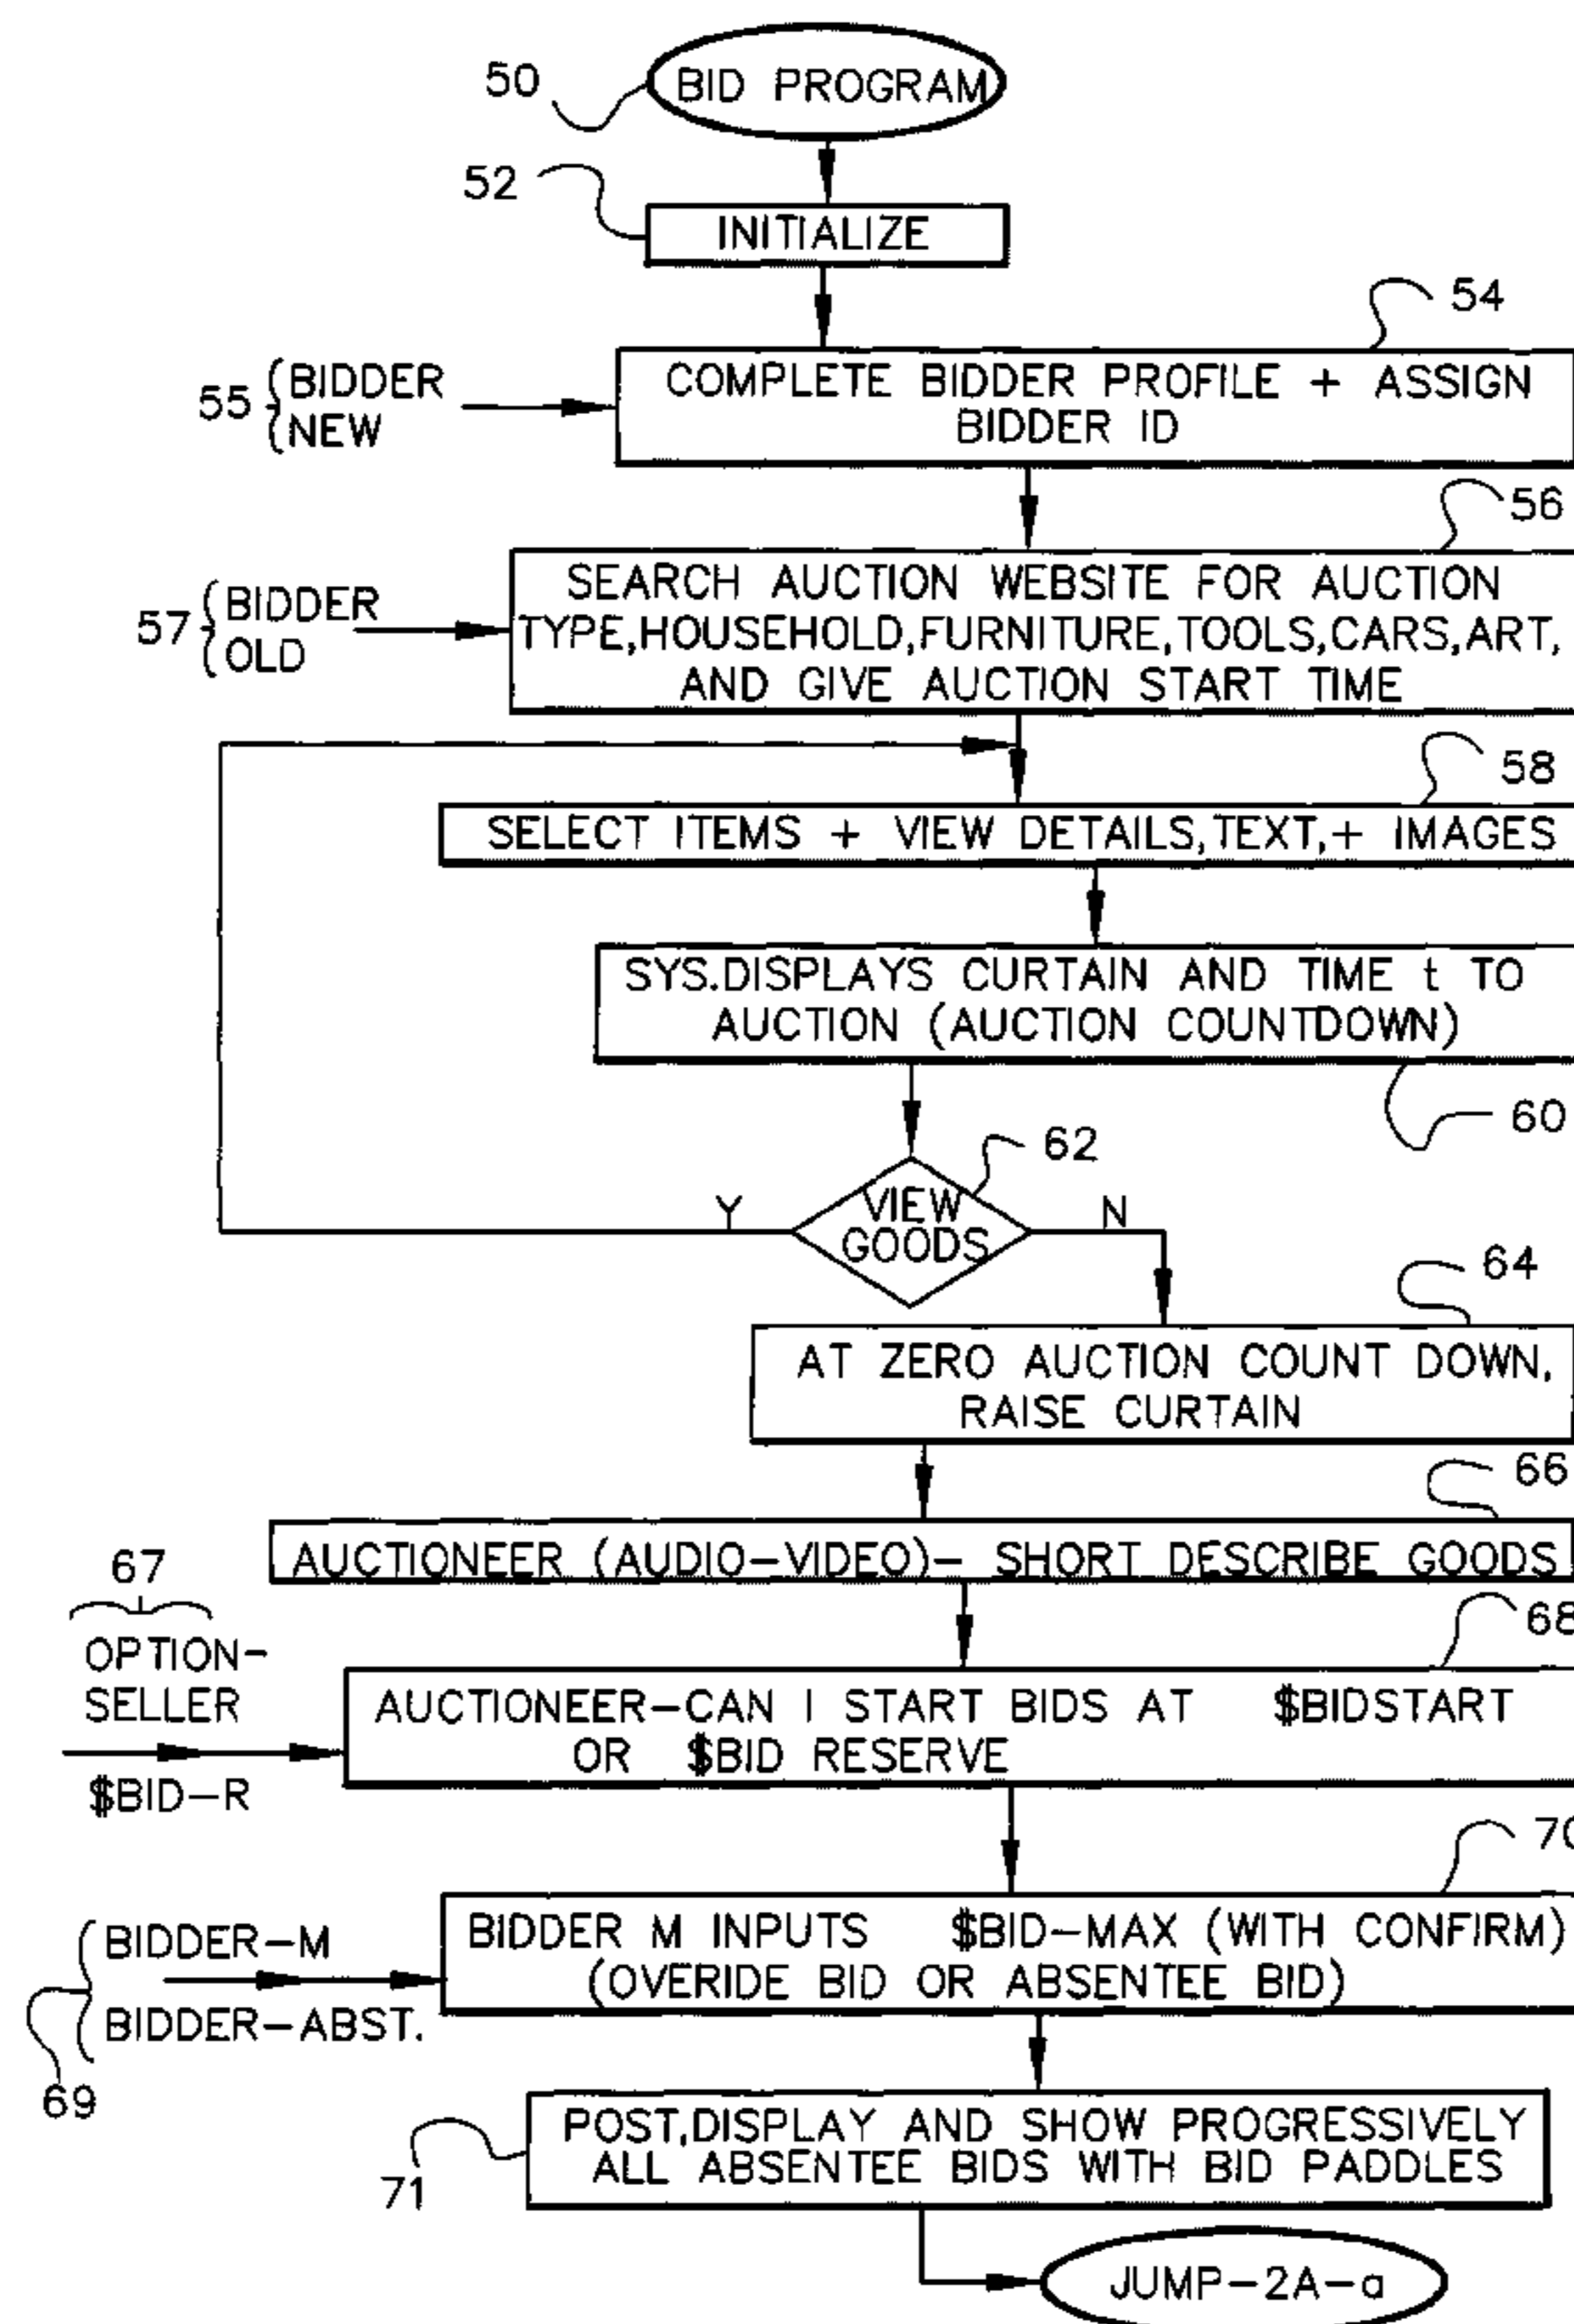 50
BID PROGRAM
52
INITIALIZE
54
55
BIDDER
NEW
COMPLETE BIDDER PROFILE + ASSIGN
BIDDER ID
56
57
BIDDER
OLD
SEARCH AUCTION WEBSITE FOR AUCTION
TYPE,HOUSEHOLD,FURNITURE,TOOLS,CARS,ART,
AND GIVE AUCTION START TIME
58
SELECT ITEMS + VIEW DETAILS,TEXT,+ IMAGES
SYS.DISPLAYS CURTAIN AND TIME t TO
AUCTION (AUCTION COUNTDOWN)
60
62
Y
VIEW
GOODS
N
64
AT ZERO AUCTION COUNT DOWN,
RAISE CURTAIN
66
AUCTIONEER (AUDIO-VIDEO)- SHORT DESCRIBE GOODS
67
68
OPTION-
SELLER
$BID-R
AUCTIONEER-CAN I START BIDS AT $BIDSTART
OR $BID RESERVE
70
69
BIDDER-M
BIDDER-ABST.
BIDDER M INPUTS $BID-MAX (WITH CONFIRM)
(OVERIDE BID OR ABSENTEE BID)
71
POST,DISPLAY AND SHOW PROGRESSIVELY
ALL ABSENTEE BIDS WITH BID PADDLES
JUMP-2A-a